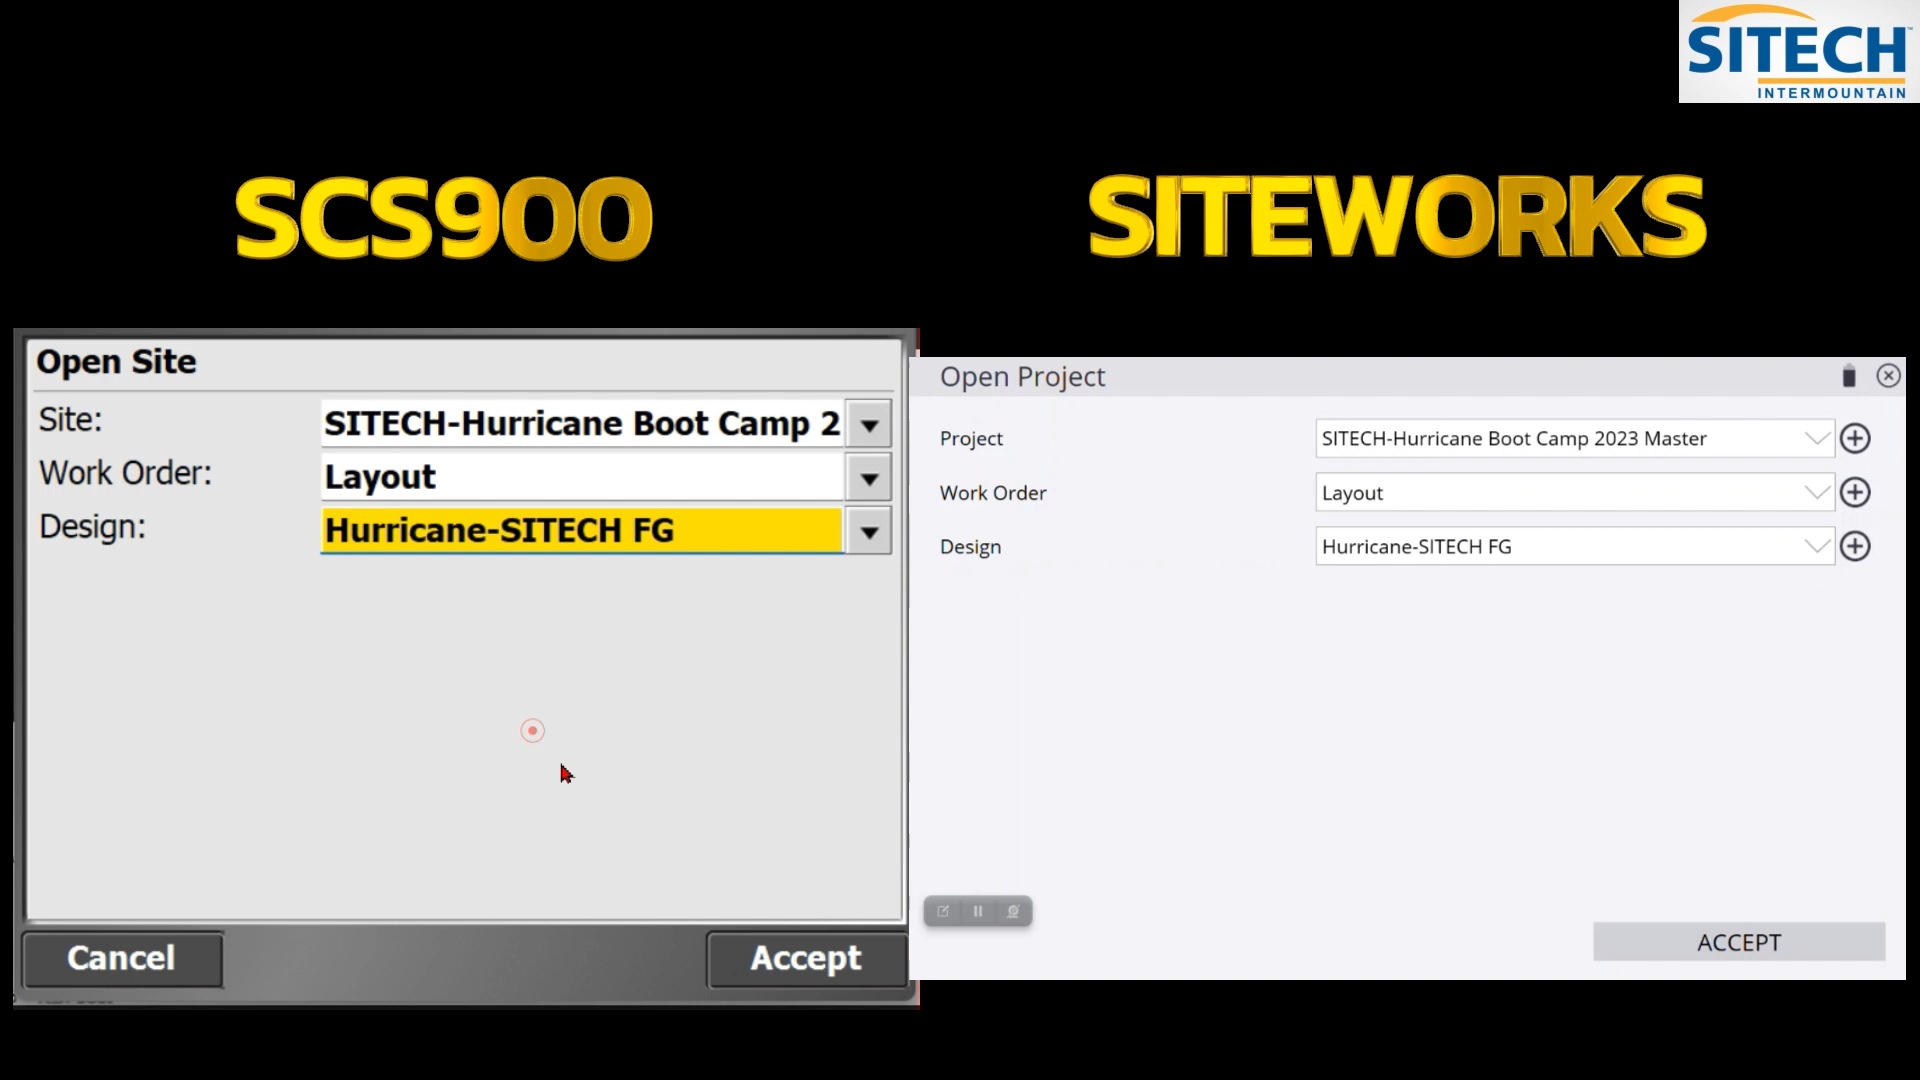 SITECH
INTERMOUNTAIN
SCS900
SITEWORKS
Open Site
Site: SITECH-Hurricane Boot Camp 2
Work Order: Layout
Design: Hurricane-SITECH FG
Cancel
Accept
Open Project
Project SITECH-Hurricane Boot Camp 2023 Master
Work Order Layout
Design Hurricane-SITECH FG
ACCEPT